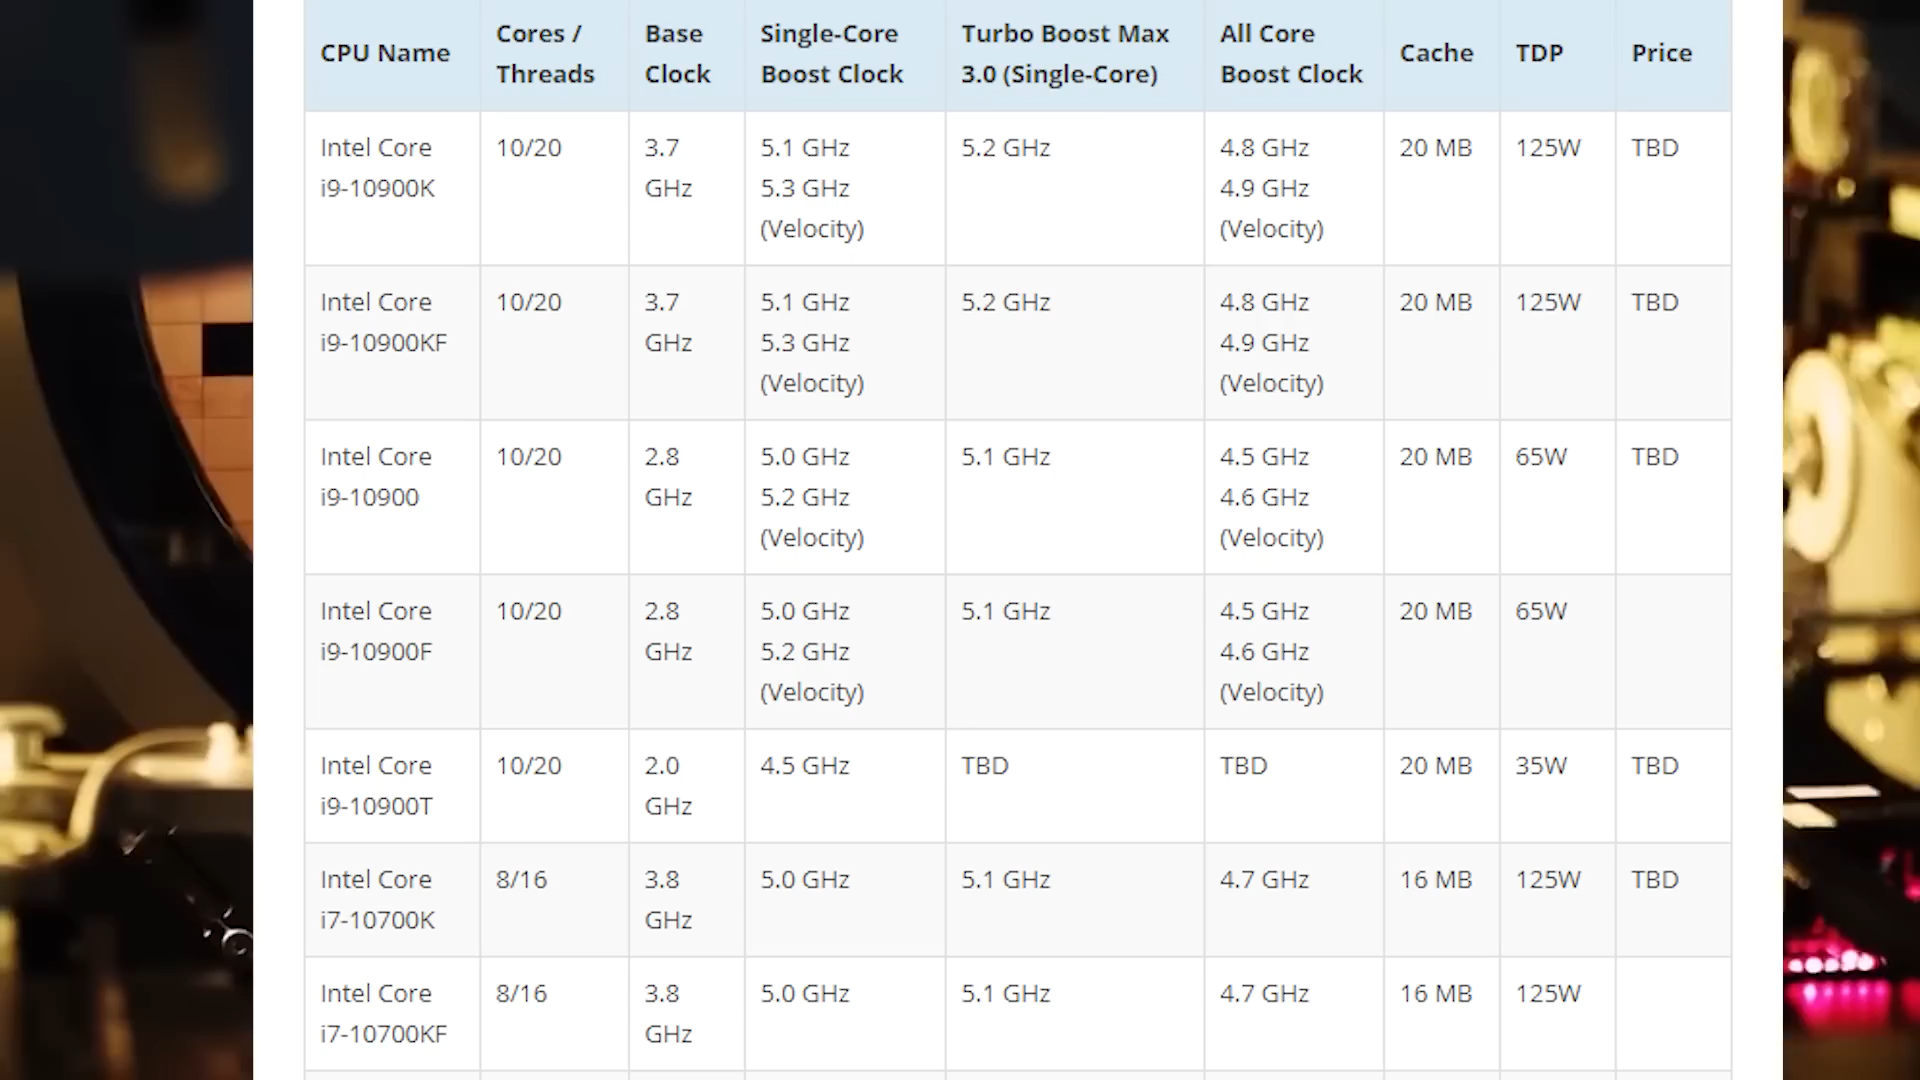 CPU Name
Cores /
Threads
Base
Clock
Single-Core
Boost Clock
Turbo Boost Max
3.0 (Single-Core)
All Core
Boost Clock
Cache
TDP
Price
Intel Core
i9-10900K
10/20
3.7
GHz
5.1 GHz
5.3 GHz
(Velocity)
5.2 GHz
4.8 GHz
4.9 GHz
(Velocity)
20 MB
125W
TBD
Intel Core
i9-10900KF
10/20
3.7
GHz
5.1 GHz
5.3 GHz
(Velocity)
5.2 GHz
4.8 GHz
4.9 GHz
(Velocity)
20 MB
125W
TBD
Intel Core
i9-10900
10/20
2.8
GHz
5.0 GHz
5.2 GHz
(Velocity)
5.1 GHz
4.5 GHz
4.6 GHz
(Velocity)
20 MB
65W
TBD
Intel Core
i9-10900F
10/20
2.8
GHz
5.0 GHz
5.2 GHz
(Velocity)
5.1 GHz
4.5 GHz
4.6 GHz
(Velocity)
20 MB
65W
Intel Core
i9-10900T
10/20
2.0
GHz
4.5 GHz
TBD
TBD
20 MB
35W
TBD
Intel Core
i7-10700K
8/16
3.8
GHz
5.0 GHz
5.1 GHz
4.7 GHz
16 MB
125W
TBD
Intel Core
i7-10700KF
8/16
3.8
GHz
5.0 GHz
5.1 GHz
4.7 GHz
16 MB
125W